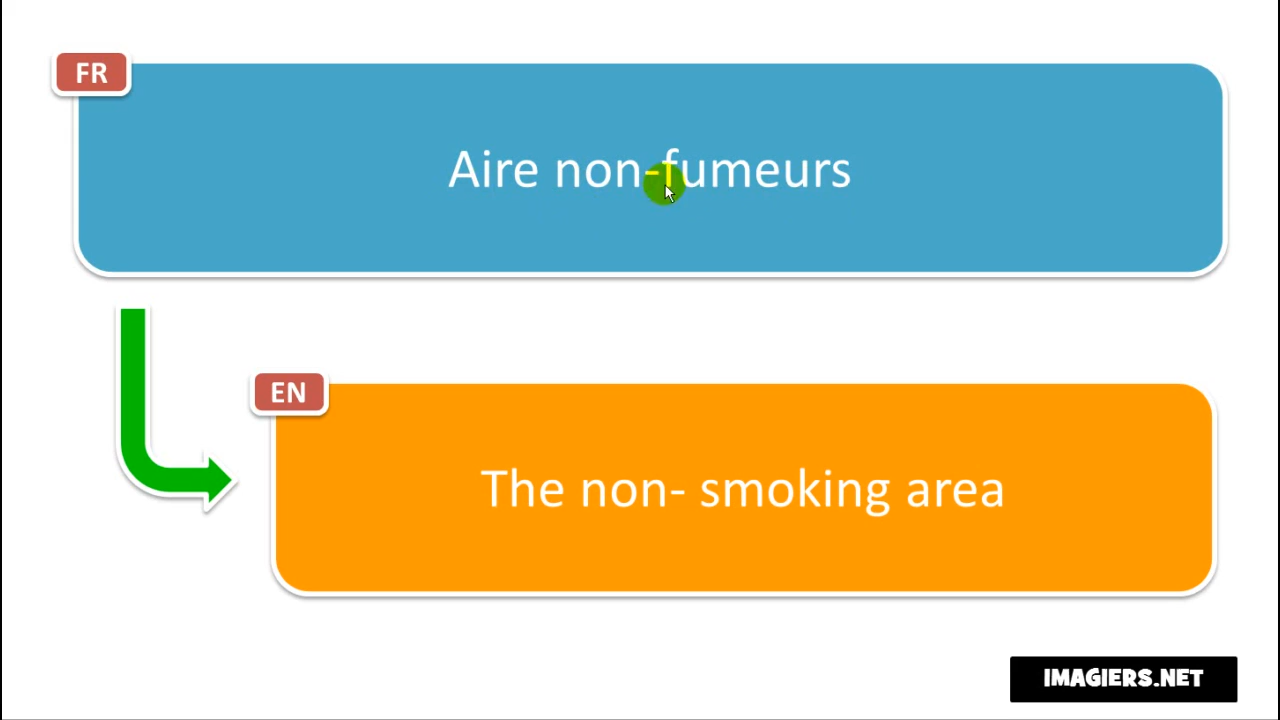 FR
Aire non-fumeurs
EN
The non- smoking area
IMAGIERS.NET